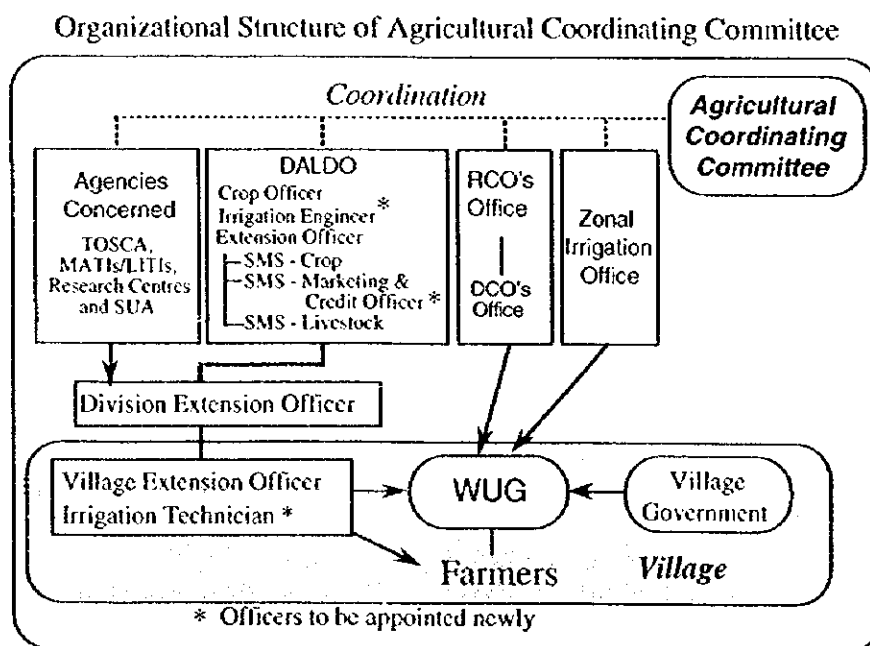 Organizational Structure of Agricultural Coordinating Committee
Coordination
Agricultural
Coordinating
Committee
Agencies
Concerned
TOSCA,
MATIs/LITIs,
Research Centres
and SUA
DALDO
Crop Officer
Irrigation Engineer *
Extension Officer
SMS - Crop
SMS - Marketing &
Credit Officer *
SMS - Livestock
RCO's
Office
DCO's
Office
Zonal
Irrigation
Office
Division Extension Officer
Village Extension Officer
Irrigation Technician *
WUG
Village
Government
Farmers
Village
* Officers to be appointed newly